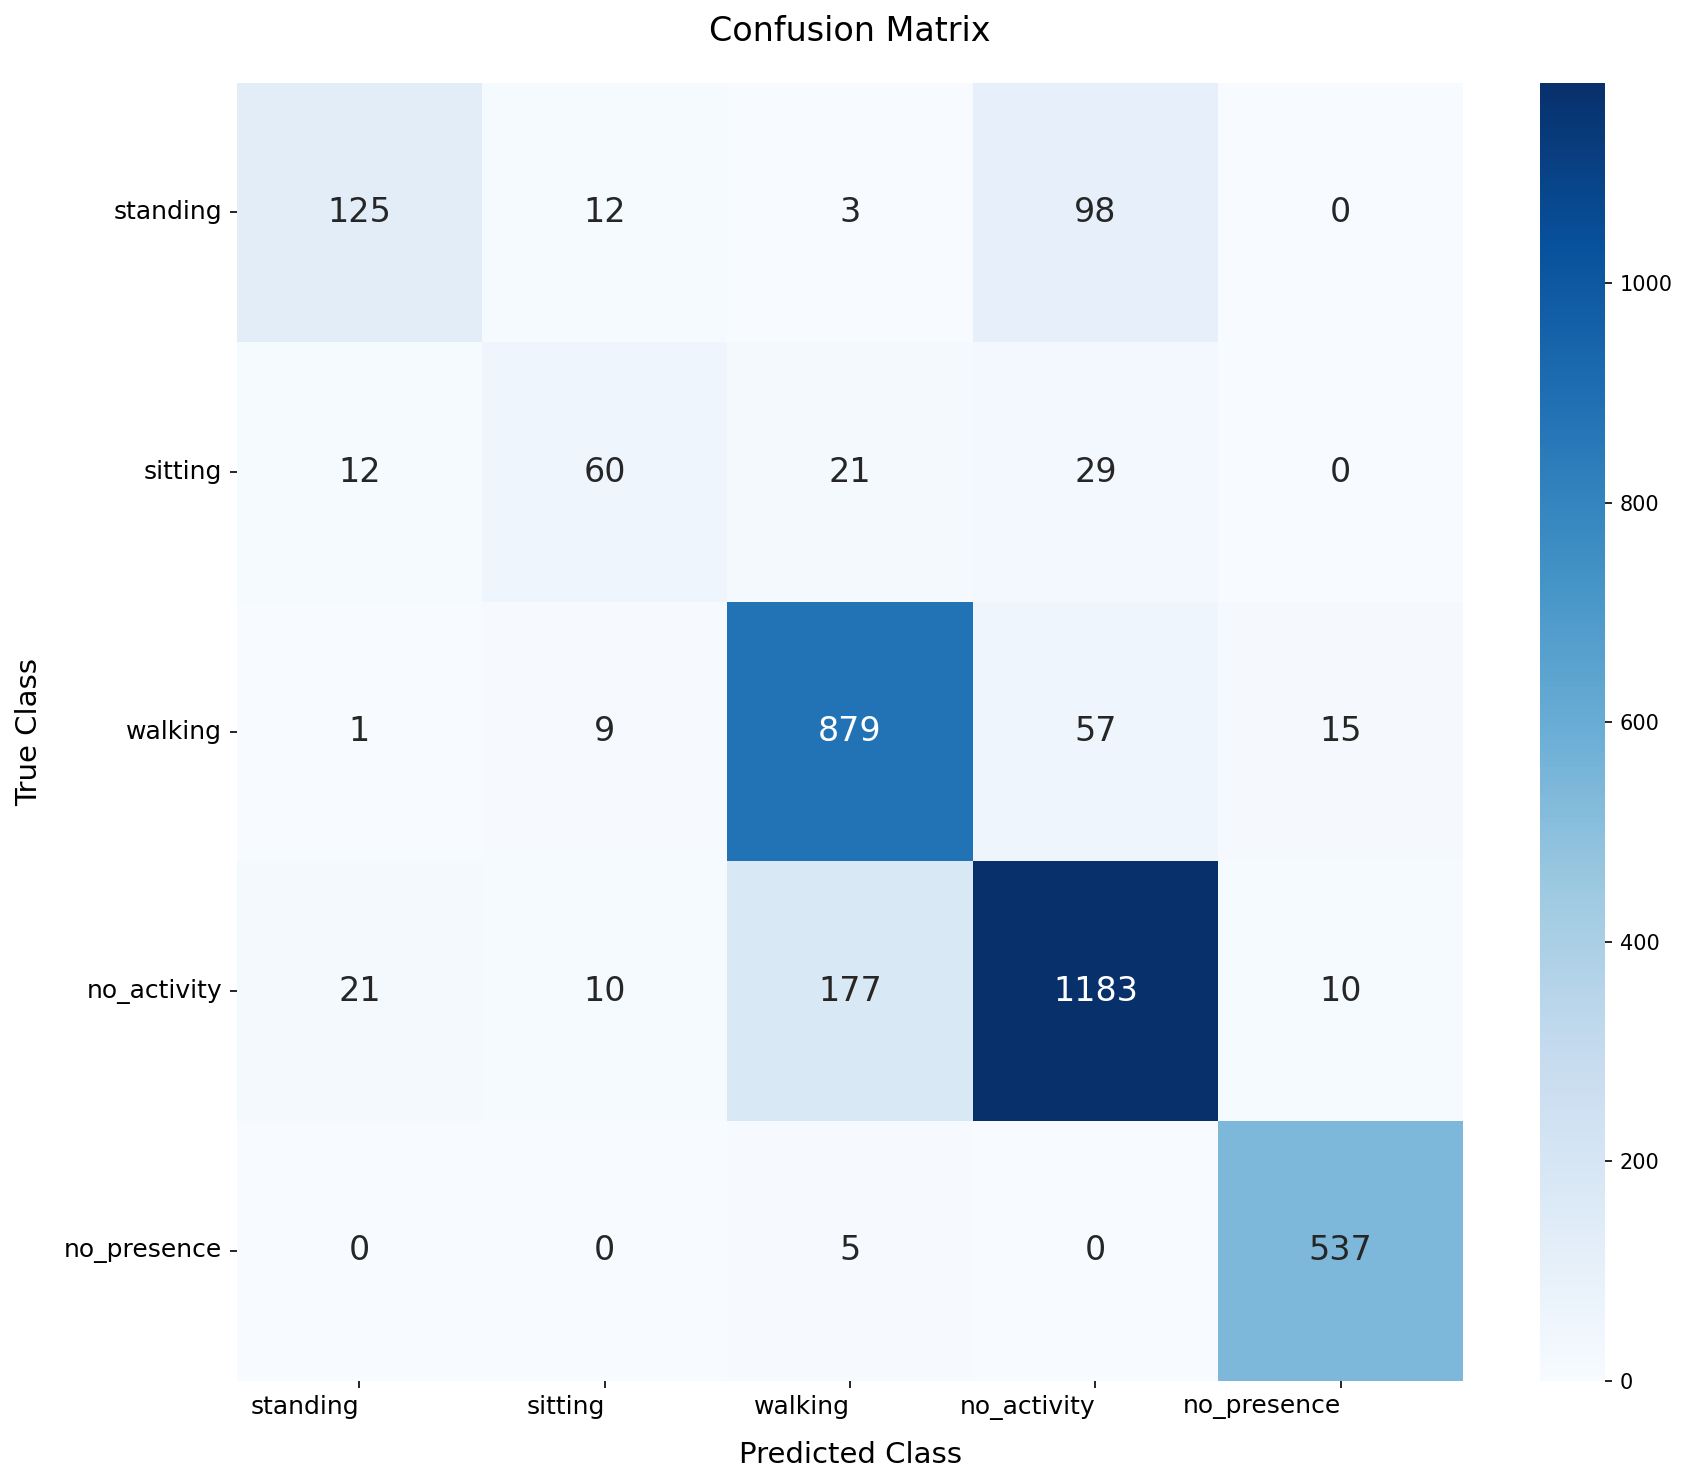 Confusion Matrix
standing 125 12 3 98 0
sitting 12 60 21 29 0
walking 1 9 879 57 15
no_activity 21 10 177 1183 10
no_presence 0 0 5 0 537
standing sitting walking no_activity no_presence
Predicted Class
True Class
1000
800
600
400
200
0